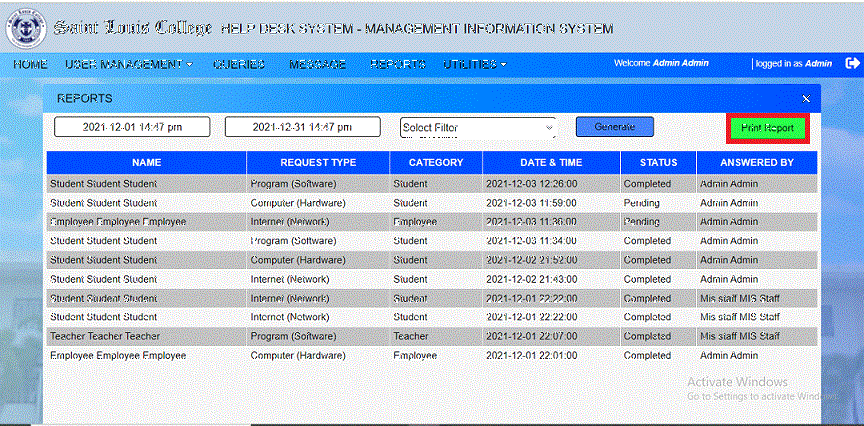 Saint Louis College HELP DESK SYSTEM - MANAGEMENT INFORMATION SYSTEM
HOME USER MANAGEMENT QUERIES MESSAGE REPORTS UTILITIES Welcome Admin Admin | logged in as Admin
REPORTS x
2021-12-01 14:47 pm 2021-12-31 14:47 pm Select Filter Generate Print Report
NAME REQUEST TYPE CATEGORY DATE & TIME STATUS ANSWERED BY
Student Student Student Program (Software) Student 2021-12-03 12:26:00 Completed Admin Admin
Student Student Student Computer (Hardware) Student 2021-12-03 11:59:00 Pending Admin Admin
Employee Employee Employee Internet (Network) Employee 2021-12-03 11:36:00 Pending Admin Admin
Student Student Student Program (Software) Student 2021-12-03 11:34:00 Completed Admin Admin
Student Student Student Computer (Hardware) Student 2021-12-02 21:52:00 Completed Admin Admin
Student Student Student Internet (Network) Student 2021-12-02 21:43:00 Completed Admin Admin
Student Student Student Internet (Network) Student 2021-12-01 22:22:00 Completed Mis staff MIS Staff
Student Student Student Internet (Network) Student 2021-12-01 22:22:00 Completed Mis staff MIS Staff
Teacher Teacher Teacher Program (Software) Teacher 2021-12-01 22:07:00 Completed Mis staff MIS Staff
Employee Employee Employee Computer (Hardware) Employee 2021-12-01 22:01:00 Completed Admin Admin
Activate Windows
Go to Settings to activate Windows.